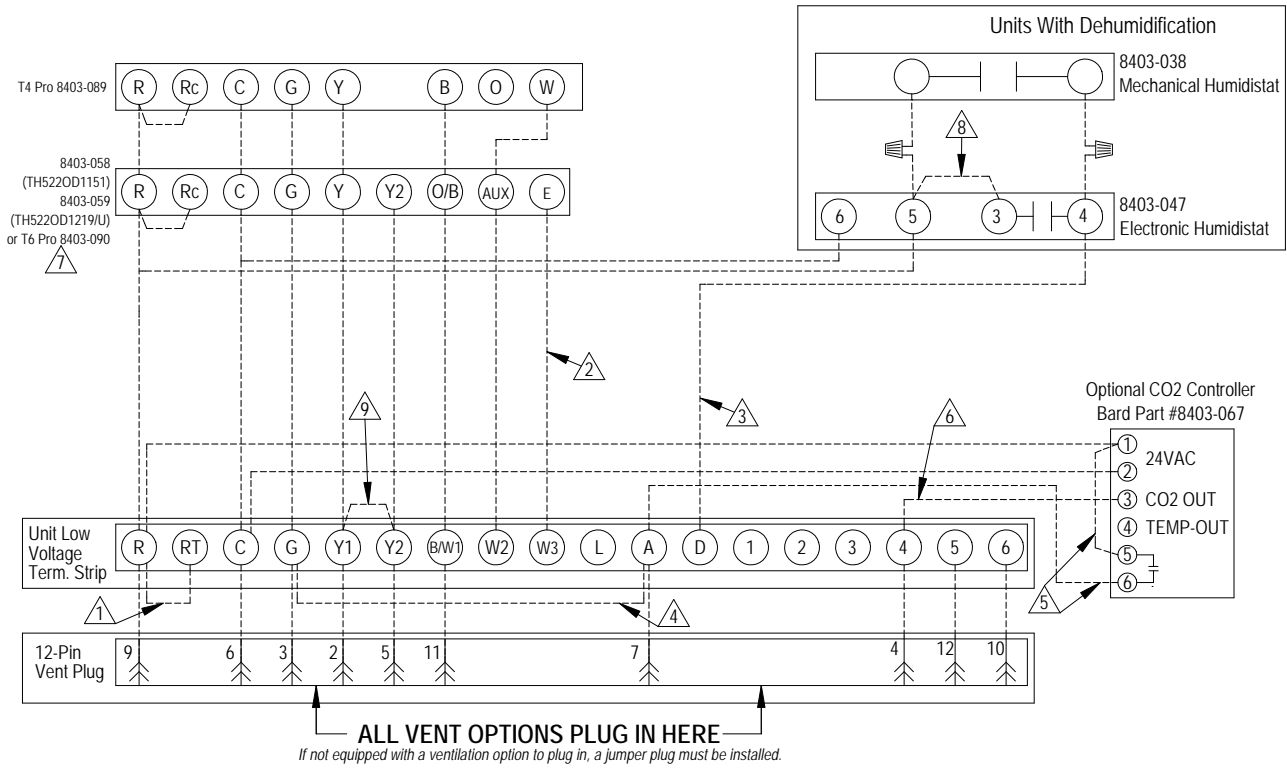 Units With Dehumidification
8403-038
Mechanical Humidistat
T4 Pro 8403-089
R Rc C G Y B O W
8
8403-058
(TH522OD1151)
8403-059
(TH522OD1219/U)
or T6 Pro 8403-090
7
R Rc C G Y Y2 O/B AUX E
6 5 3 4
8403-047
Electronic Humidistat
2
3
9
6
Optional CO2 Controller
Bard Part #8403-067
1
24VAC
2
3 CO2 OUT
4 TEMP-OUT
5
6
5
Unit Low
Voltage
Term. Strip
R RT C G Y1 Y2 B/W1 W2 W3 L A D 1 2 3 4 5 6
1
4
12-Pin
Vent Plug
9 6 3 2 5 11 7 4 12 10
ALL VENT OPTIONS PLUG IN HERE
If not equipped with a ventilation option to plug in, a jumper plug must be installed.